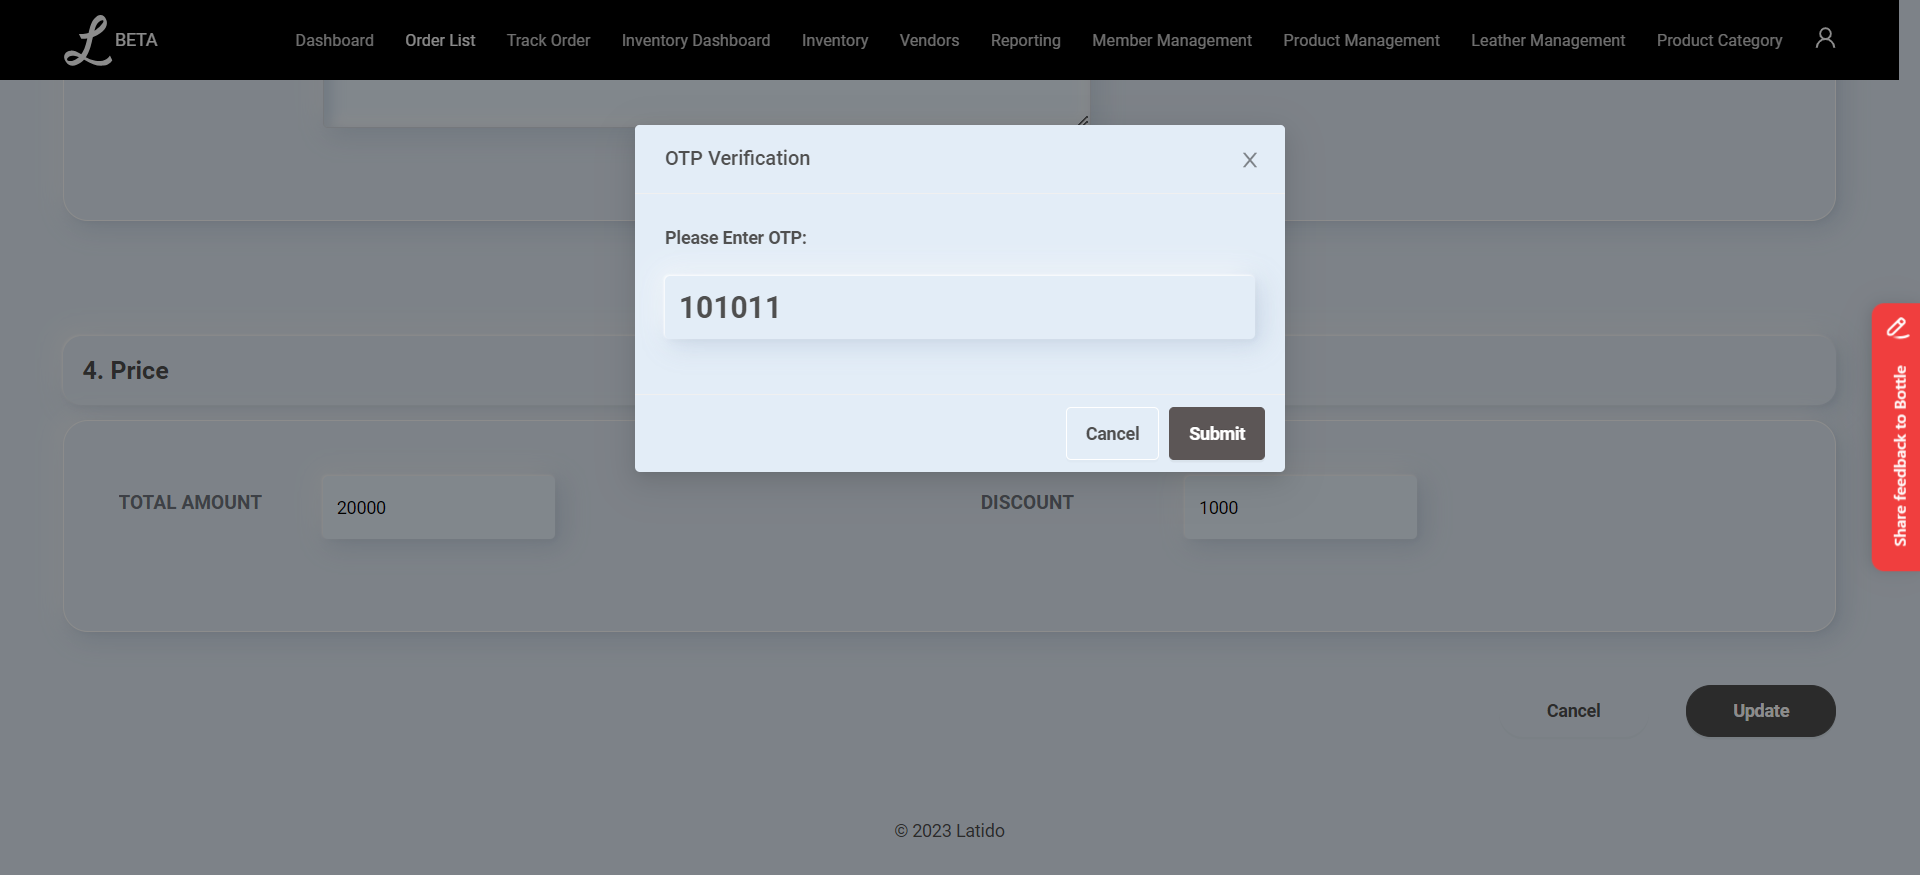 L BETA
Dashboard Order List Track Order Inventory Dashboard Inventory Vendors Reporting Member Management Product Management Leather Management Product Category
OTP Verification
Please Enter OTP:
101011
Cancel Submit
4. Price
TOTAL AMOUNT 20000 DISCOUNT 1000
Cancel Update
Share feedback to Bottle
© 2023 Latido